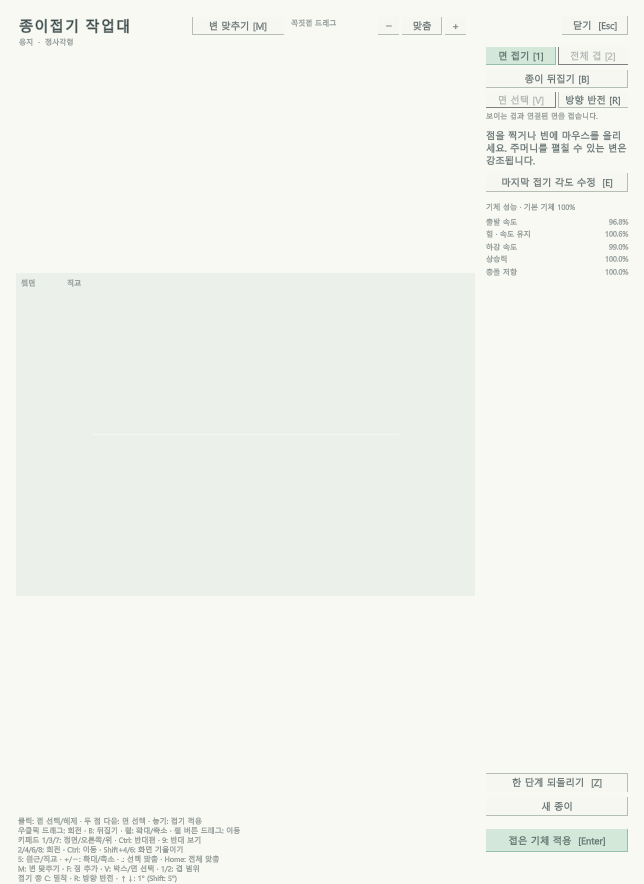 종이접기 작업대
용지 · 정사각형
변 맞추기 [M]
꼭짓점 드래그
−
맞춤
+
닫기 [Esc]
면 접기 [1]
전체 겹 [2]
종이 뒤집기 [B]
면 선택 [V]
방향 반전 [R]
보이는 겹과 연결된 면을 접습니다.
점을 찍거나 변에 마우스를 올리
세요. 주머니를 펼칠 수 있는 변은
강조됩니다.
마지막 접기 각도 수정 [E]
기체 성능 · 기본 기체 100%
출발 속도 96.8%
힘 · 속도 유지 100.6%
하강 속도 99.0%
상승력 100.0%
충돌 저항 100.0%
정면 직교
클릭: 점 선택/해제 · 두 점 다음: 면 선택 · 놓기: 접기 적용
우클릭 드래그: 회전 · B: 뒤집기 · 휠: 확대/축소 · 휠 버튼 드래그: 이동
키패드 1/3/7: 정면/오른쪽/위 · Ctrl: 반대편 · 9: 반대 보기
2/4/6/8: 회전 · Ctrl: 이동 · Shift+4/6: 화면 기울이기
5: 원근/직교 · +/−: 확대/축소 · .: 선택 맞춤 · Home: 전체 맞춤
M: 변 맞추기 · F: 점 추가 · V: 박스/면 선택 · 1/2: 겹 범위
접기 중 C: 밀착 · R: 방향 반전 · ↑↓: 1° (Shift: 5°)
한 단계 되돌리기 [Z]
새 종이
접은 기체 적용 [Enter]